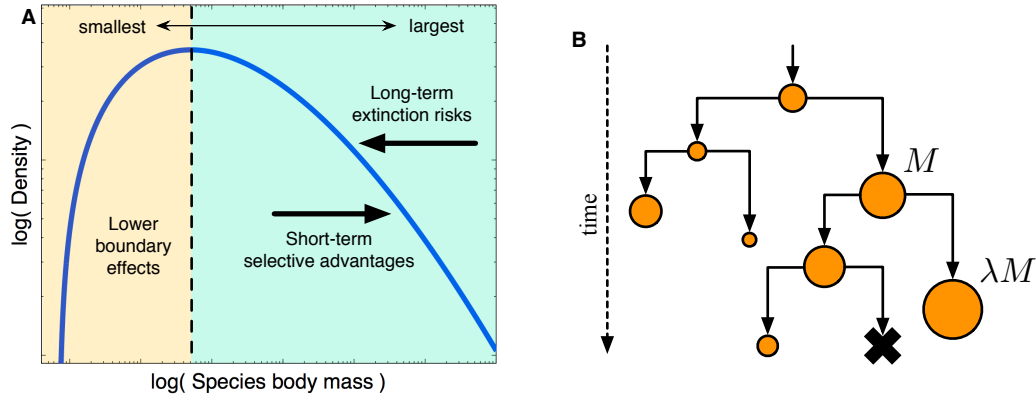 A
smallest
largest
Long-term
extinction risks
Lower
boundary
effects
Short-term
selective advantages
log( Density )
log( Species body mass )
B
time
M
λM